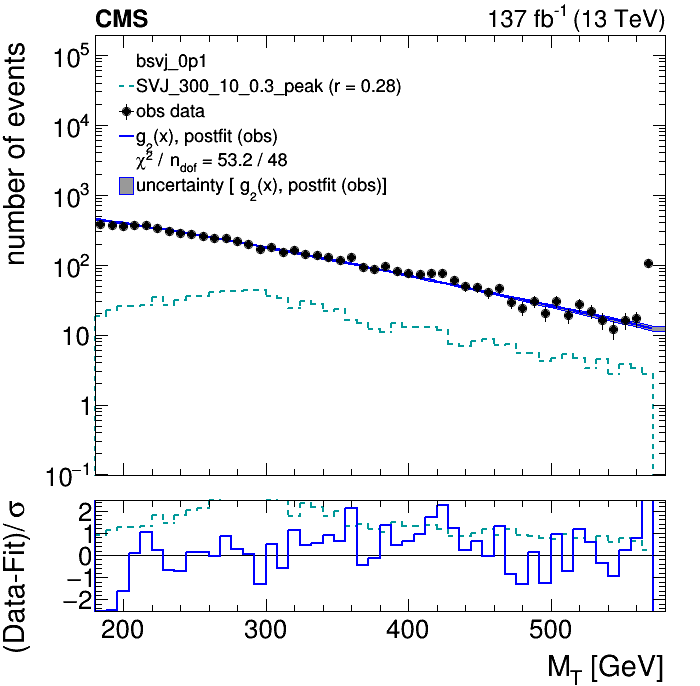 CMS 137 fb⁻¹ (13 TeV)
number of events
10⁵
10⁴
10³
10²
10
1
10⁻¹
bsvj_0p1
SVJ_300_10_0.3_peak (r = 0.28)
obs data
g₂(x), postfit (obs)
χ² / n_dof = 53.2 / 48
uncertainty [ g₂(x), postfit (obs)]
(Data-Fit)/ σ
2
1
0
−1
−2
200 300 400 500
M_T [GeV]